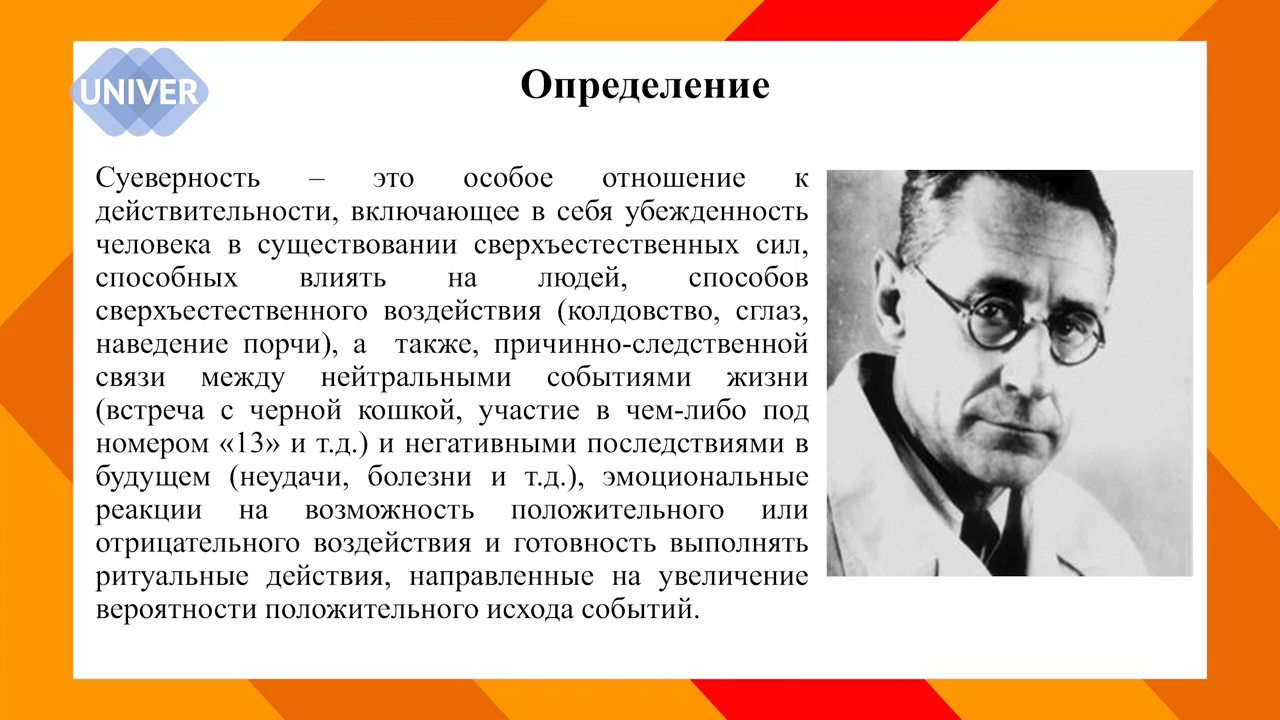 UNIVER
Определение
Суеверность – это особое отношение к
действительности, включающее в себя убежденность
человека в существовании сверхъестественных сил,
способных влиять на людей, способов
сверхъестественного воздействия (колдовство, сглаз,
наведение порчи), а также, причинно-следственной
связи между нейтральными событиями жизни
(встреча с черной кошкой, участие в чем-либо под
номером «13» и т.д.) и негативными последствиями в
будущем (неудачи, болезни и т.д.), эмоциональные
реакции на возможность положительного или
отрицательного воздействия и готовность выполнять
ритуальные действия, направленные на увеличение
вероятности положительного исхода событий.